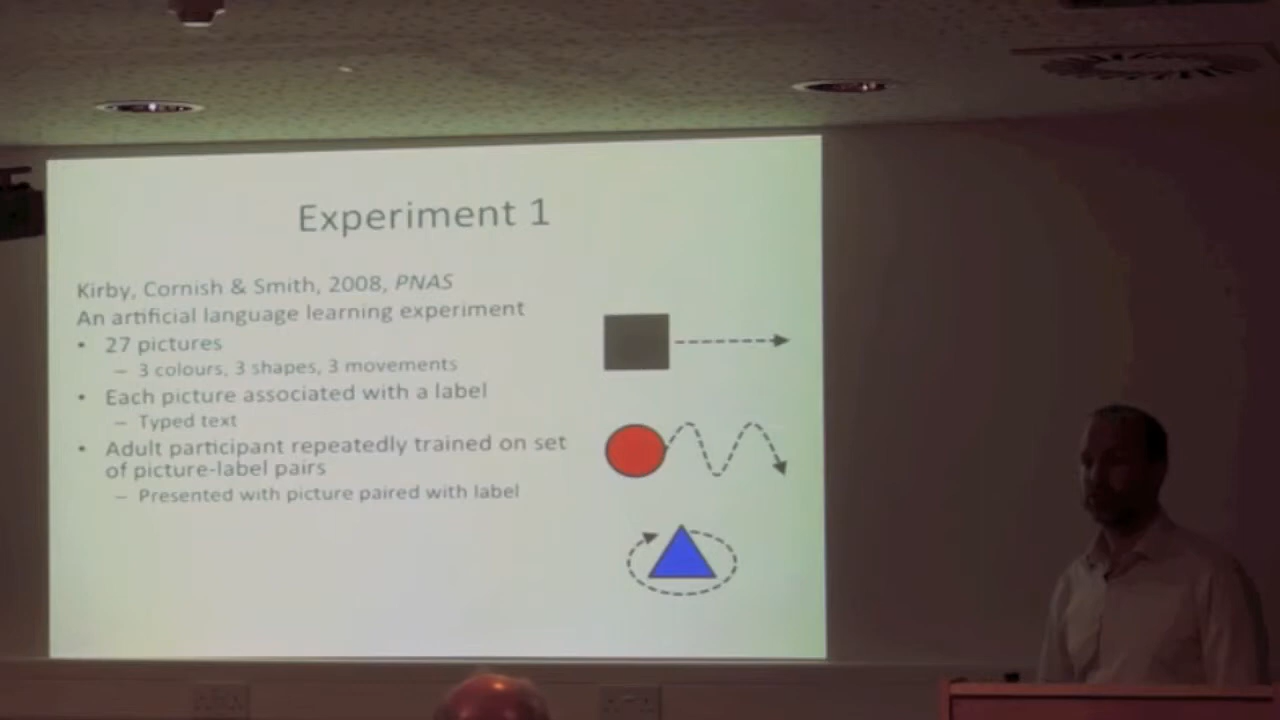 Experiment 1
Kirby, Cornish & Smith, 2008, PNAS
An artificial language learning experiment
• 27 pictures
– 3 colours, 3 shapes, 3 movements
• Each picture associated with a label
– Typed text
• Adult participant repeatedly trained on set
of picture-label pairs
– Presented with picture paired with label